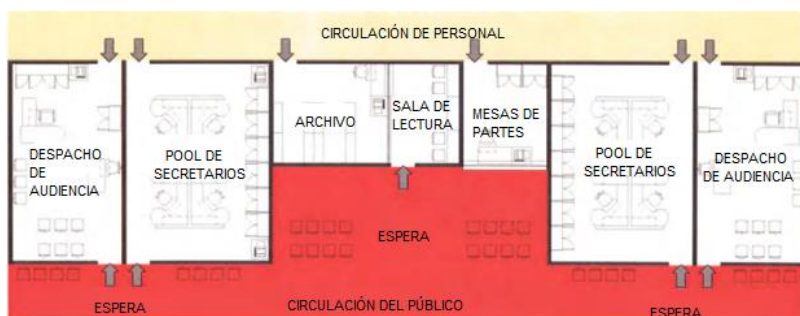 CIRCULACIÓN DE PERSONAL
DESPACHO
DE
AUDIENCIA
POOL DE
SECRETARIOS
ARCHIVO
SALA DE
LECTURA
MESAS DE
PARTES
POOL DE
SECRETARIOS
DESPACHO
DE AUDIENCIA
ESPERA
ESPERA
CIRCULACIÓN DEL PÚBLICO
ESPERA